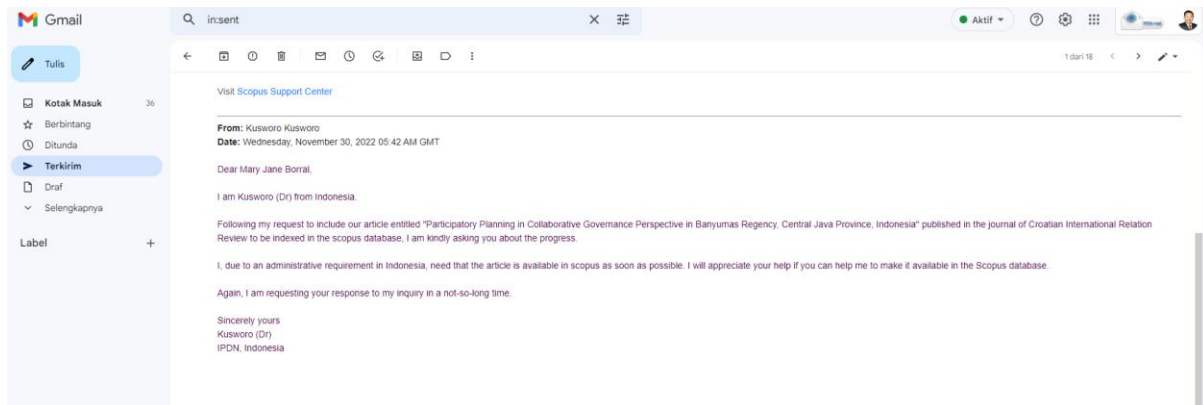 Gmail
in:sent
Aktif
Tulis
1 dari 18
Kotak Masuk 36
Berbintang
Ditunda
Terkirim
Draf
Selengkapnya
Label
Visit Scopus Support Center
From: Kusworo Kusworo
Date: Wednesday, November 30, 2022 05:42 AM GMT
Dear Mary Jane Borral,
I am Kusworo (Dr) from Indonesia.
Following my request to include our article entitled "Participatory Planning in Collaborative Governance Perspective in Banyumas Regency, Central Java Province, Indonesia" published in the journal of Croatian International Relation
Review to be indexed in the scopus database, I am kindly asking you about the progress.
I, due to an administrative requirement in Indonesia, need that the article is available in scopus as soon as possible. I will appreciate your help if you can help me to make it available in the Scopus database.
Again, I am requesting your response to my inquiry in a not-so-long time.
Sincerely yours
Kusworo (Dr)
IPDN, Indonesia